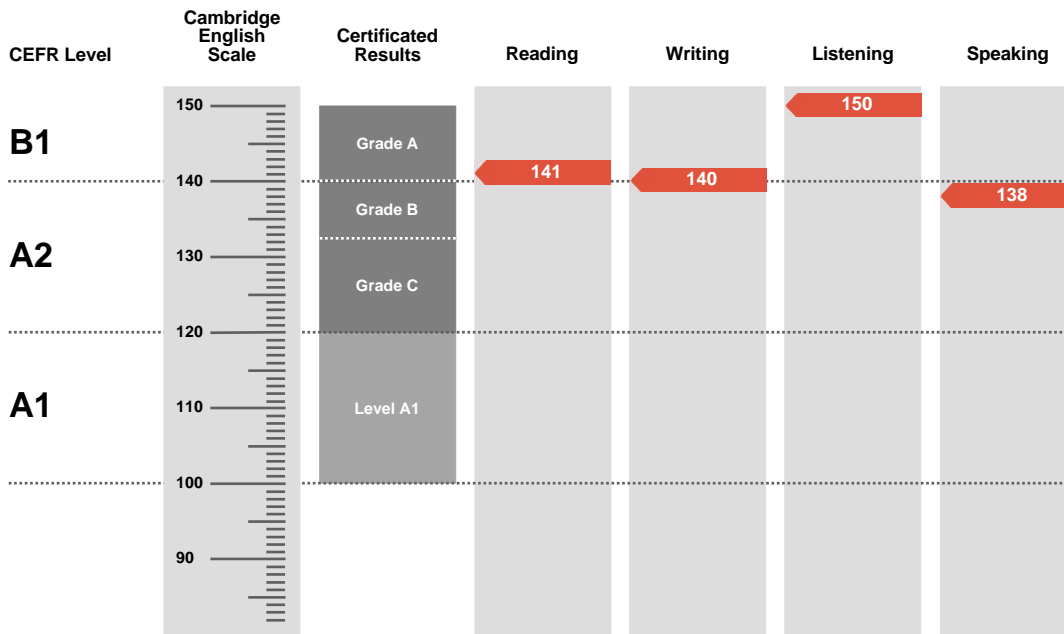 CEFR Level
Cambridge
English
Scale
Certificated
Results
Reading
Writing
Listening
Speaking
150
150
B1
Grade A
141
140
140
138
Grade B
A2
130
Grade C
120
A1
110
Level A1
100
90